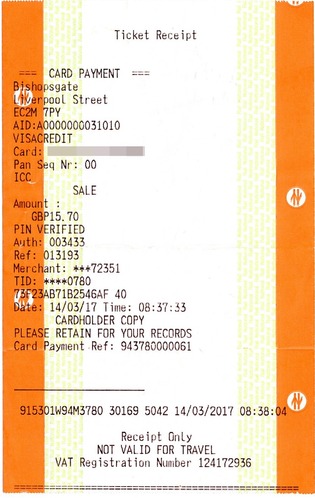 Ticket Receipt
=== CARD PAYMENT ===
Bishopsgate
Liverpool Street
EC2M 7PY
AID:A0000000031010
VISACREDIT
Card:
Pan Seq Nr: 00
ICC
SALE
Amount :
GBP15.70
PIN VERIFIED
Auth: 003433
Ref: 013193
Merchant: ***72351
TID: ****0780
73F23AB71B2546AF 40
Date: 14/03/17 Time: 08:37:33
CARDHOLDER COPY
PLEASE RETAIN FOR YOUR RECORDS
Card Payment Ref: 943780000061
915301W94M3780 30169 5042 14/03/2017 08:38:04
Receipt Only
NOT VALID FOR TRAVEL
VAT Registration Number 124172936